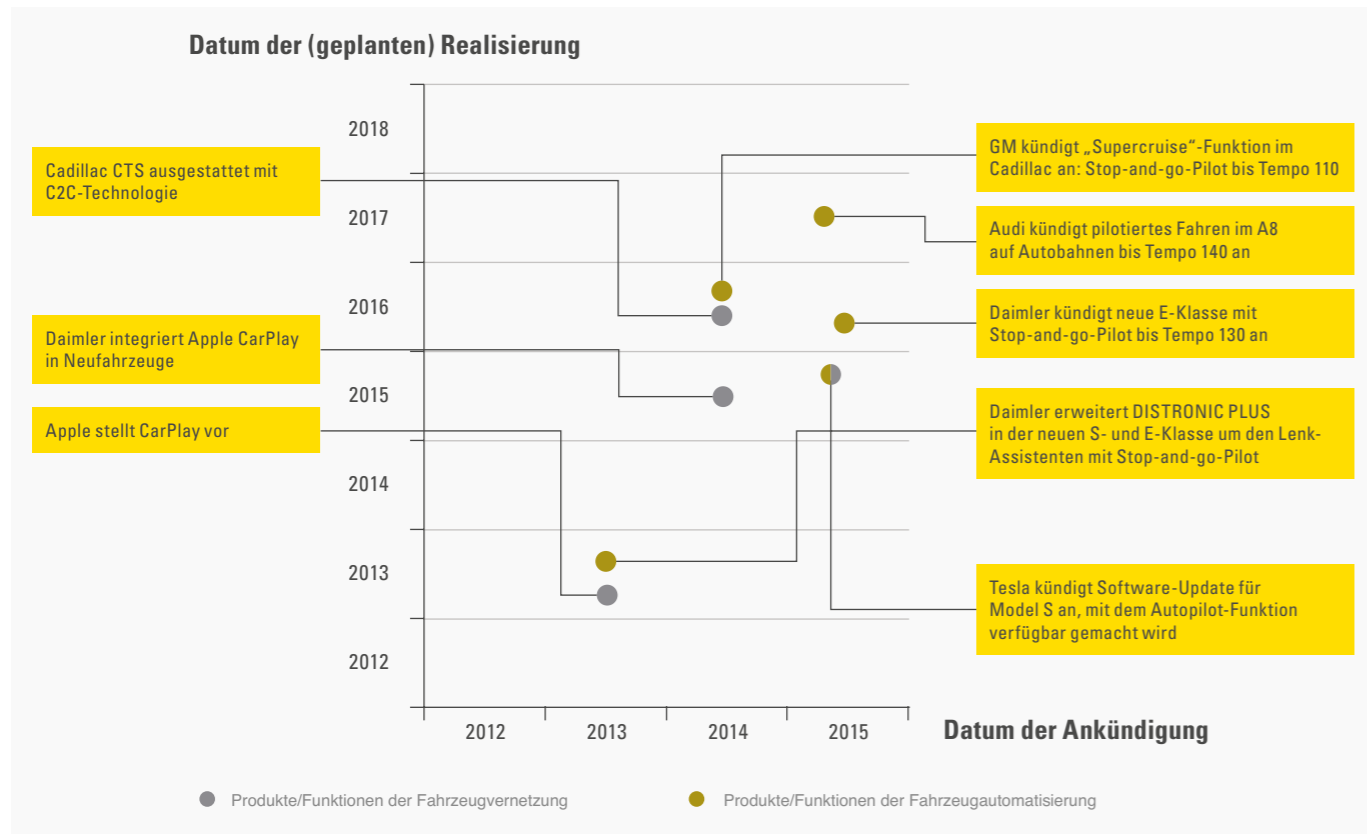 Datum der (geplanten) Realisierung
2018
2017
2016
2015
2014
2013
2012
Cadillac CTS ausgestattet mit
C2C-Technologie
Daimler integriert Apple CarPlay
in Neufahrzeuge
Apple stellt CarPlay vor
GM kündigt „Supercruise“-Funktion im
Cadillac an: Stop-and-go-Pilot bis Tempo 110
Audi kündigt pilotiertes Fahren im A8
auf Autobahnen bis Tempo 140 an
Daimler kündigt neue E-Klasse mit
Stop-and-go-Pilot bis Tempo 130 an
Daimler erweitert DISTRONIC PLUS
in der neuen S- und E-Klasse um den Lenk-
Assistenten mit Stop-and-go-Pilot
Tesla kündigt Software-Update für
Model S an, mit dem Autopilot-Funktion
verfügbar gemacht wird
2012 2013 2014 2015
Datum der Ankündigung
Produkte/Funktionen der Fahrzeugvernetzung
Produkte/Funktionen der Fahrzeugautomatisierung